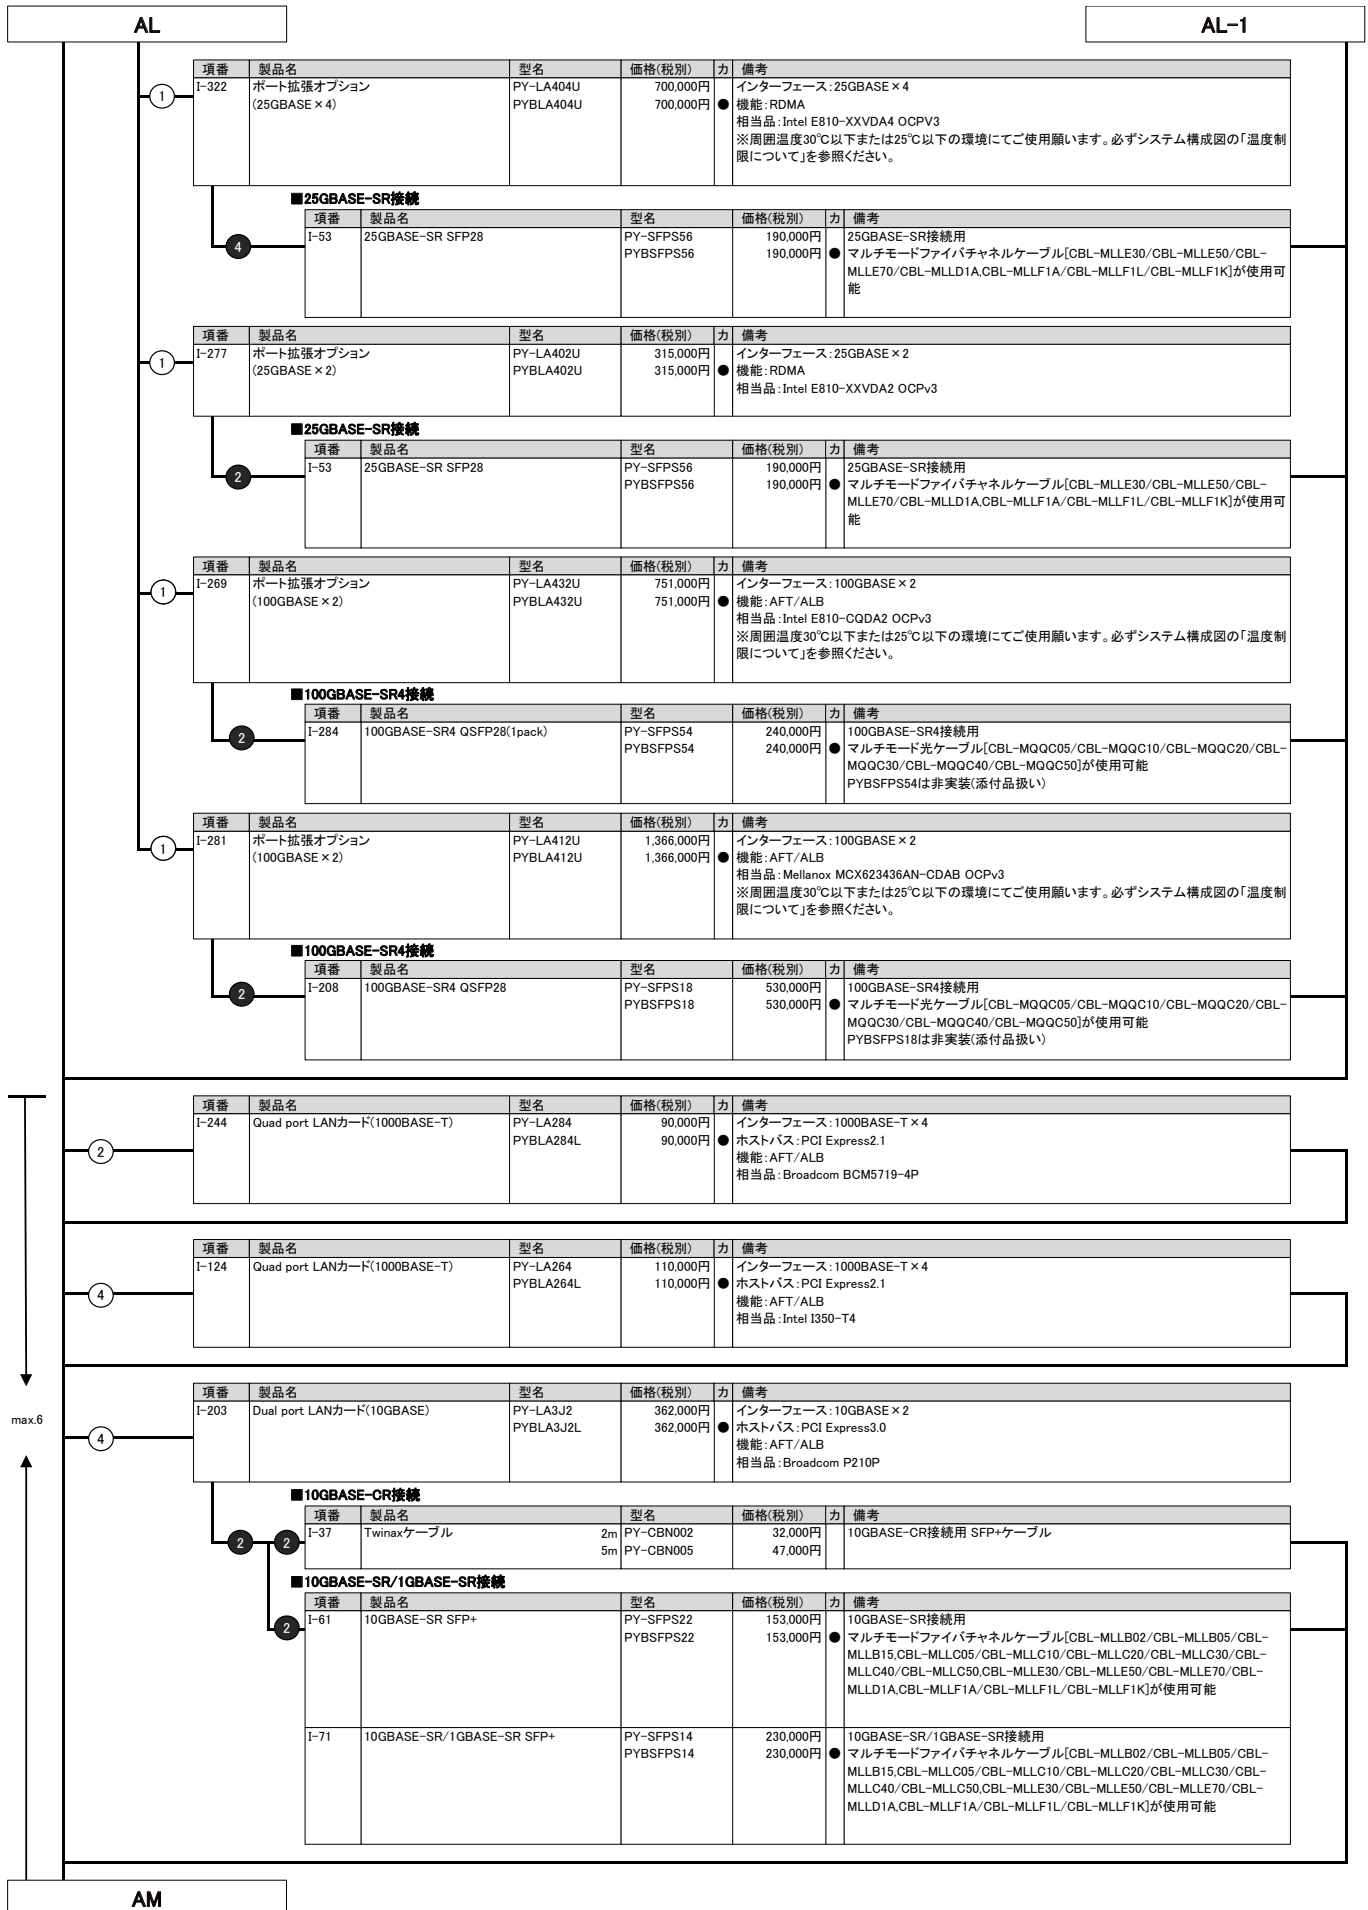 AL
AL-1
項番 製品名 型名 価格(税別) カ 備考
1 I-322 ポート拡張オプション PY-LA404U 700,000円 インターフェース:25GBASE×4
(25GBASE×4) PYBLA404U 700,000円 ● 機能:RDMA
相当品:Intel E810-XXVDA4 OCPV3
※周囲温度30℃以下または25℃以下の環境にてご使用願います。必ずシステム構成図の「温度制
限について」を参照ください。
■25GBASE-SR接続
項番 製品名 型名 価格(税別) カ 備考
4 I-53 25GBASE-SR SFP28 PY-SFPS56 190,000円 25GBASE-SR接続用
PYBSFPS56 190,000円 ● マルチモードファイバチャネルケーブル[CBL-MLLE30/CBL-MLLE50/CBL-
MLLE70/CBL-MLLD1A,CBL-MLLF1A/CBL-MLLF1L/CBL-MLLF1K]が使用可
能
項番 製品名 型名 価格(税別) カ 備考
1 I-277 ポート拡張オプション PY-LA402U 315,000円 インターフェース:25GBASE×2
(25GBASE×2) PYBLA402U 315,000円 ● 機能:RDMA
相当品:Intel E810-XXVDA2 OCPv3
■25GBASE-SR接続
項番 製品名 型名 価格(税別) カ 備考
2 I-53 25GBASE-SR SFP28 PY-SFPS56 190,000円 25GBASE-SR接続用
PYBSFPS56 190,000円 ● マルチモードファイバチャネルケーブル[CBL-MLLE30/CBL-MLLE50/CBL-
MLLE70/CBL-MLLD1A,CBL-MLLF1A/CBL-MLLF1L/CBL-MLLF1K]が使用可
能
項番 製品名 型名 価格(税別) カ 備考
1 I-269 ポート拡張オプション PY-LA432U 751,000円 インターフェース:100GBASE×2
(100GBASE×2) PYBLA432U 751,000円 ● 機能:AFT/ALB
相当品:Intel E810-CQDA2 OCPv3
※周囲温度30℃以下または25℃以下の環境にてご使用願います。必ずシステム構成図の「温度制
限について」を参照ください。
■100GBASE-SR4接続
項番 製品名 型名 価格(税別) カ 備考
2 I-284 100GBASE-SR4 QSFP28(1pack) PY-SFPS54 240,000円 100GBASE-SR4接続用
PYBSFPS54 240,000円 ● マルチモード光ケーブル[CBL-MQQC05/CBL-MQQC10/CBL-MQQC20/CBL-
MQQC30/CBL-MQQC40/CBL-MQQC50]が使用可能
PYBSFPS54は非実装(添付品扱い)
項番 製品名 型名 価格(税別) カ 備考
1 I-281 ポート拡張オプション PY-LA412U 1,366,000円 インターフェース:100GBASE×2
(100GBASE×2) PYBLA412U 1,366,000円 ● 機能:AFT/ALB
相当品:Mellanox MCX623436AN-CDAB OCPv3
※周囲温度30℃以下または25℃以下の環境にてご使用願います。必ずシステム構成図の「温度制
限について」を参照ください。
■100GBASE-SR4接続
項番 製品名 型名 価格(税別) カ 備考
2 I-208 100GBASE-SR4 QSFP28 PY-SFPS18 530,000円 100GBASE-SR4接続用
PYBSFPS18 530,000円 ● マルチモード光ケーブル[CBL-MQQC05/CBL-MQQC10/CBL-MQQC20/CBL-
MQQC30/CBL-MQQC40/CBL-MQQC50]が使用可能
PYBSFPS18は非実装(添付品扱い)
項番 製品名 型名 価格(税別) カ 備考
I-244 Quad port LANカード(1000BASE-T) PY-LA284 90,000円 インターフェース:1000BASE-T×4
PYBLA284L 90,000円 ● ホストバス:PCI Express2.1
2 機能:AFT/ALB
相当品:Broadcom BCM5719-4P
項番 製品名 型名 価格(税別) カ 備考
I-124 Quad port LANカード(1000BASE-T) PY-LA264 110,000円 インターフェース:1000BASE-T×4
PYBLA264L 110,000円 ● ホストバス:PCI Express2.1
4 機能:AFT/ALB
相当品:Intel I350-T4
項番 製品名 型名 価格(税別) カ 備考
I-203 Dual port LANカード(10GBASE) PY-LA3J2 362,000円 インターフェース:10GBASE×2
max.6 PYBLA3J2L 362,000円 ● ホストバス:PCI Express3.0
4 機能:AFT/ALB
相当品:Broadcom P210P
■10GBASE-CR接続
項番 製品名 型名 価格(税別) カ 備考
2 2 I-37 Twinaxケーブル 2m PY-CBN002 32,000円 10GBASE-CR接続用 SFP+ケーブル
5m PY-CBN005 47,000円
■10GBASE-SR/1GBASE-SR接続
項番 製品名 型名 価格(税別) カ 備考
2 I-61 10GBASE-SR SFP+ PY-SFPS22 153,000円 10GBASE-SR接続用
PYBSFPS22 153,000円 ● マルチモードファイバチャネルケーブル[CBL-MLLB02/CBL-MLLB05/CBL-
MLLB15,CBL-MLLC05/CBL-MLLC10/CBL-MLLC20/CBL-MLLC30/CBL-
MLLC40/CBL-MLLC50,CBL-MLLE30/CBL-MLLE50/CBL-MLLE70/CBL-
MLLD1A,CBL-MLLF1A/CBL-MLLF1L/CBL-MLLF1K]が使用可能
I-71 10GBASE-SR/1GBASE-SR SFP+ PY-SFPS14 230,000円 10GBASE-SR/1GBASE-SR接続用
PYBSFPS14 230,000円 ● マルチモードファイバチャネルケーブル[CBL-MLLB02/CBL-MLLB05/CBL-
MLLB15,CBL-MLLC05/CBL-MLLC10/CBL-MLLC20/CBL-MLLC30/CBL-
MLLC40/CBL-MLLC50,CBL-MLLE30/CBL-MLLE50/CBL-MLLE70/CBL-
MLLD1A,CBL-MLLF1A/CBL-MLLF1L/CBL-MLLF1K]が使用可能
AM